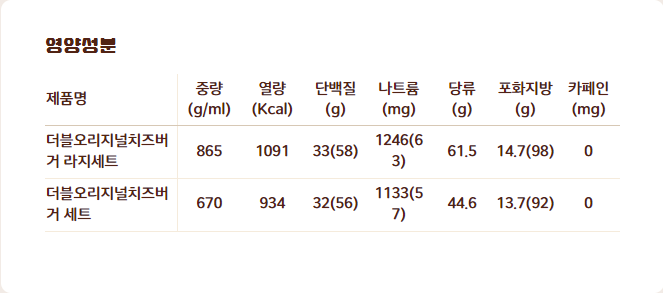 영양성분
제품명 중량 (g/ml) 열량 (Kcal) 단백질 (g) 나트륨 (mg) 당류 (g) 포화지방 (g) 카페인 (mg)
더블오리지널치즈버거 라지세트 865 1091 33(58) 1246(63) 61.5 14.7(98) 0
더블오리지널치즈버거 세트 670 934 32(56) 1133(57) 44.6 13.7(92) 0